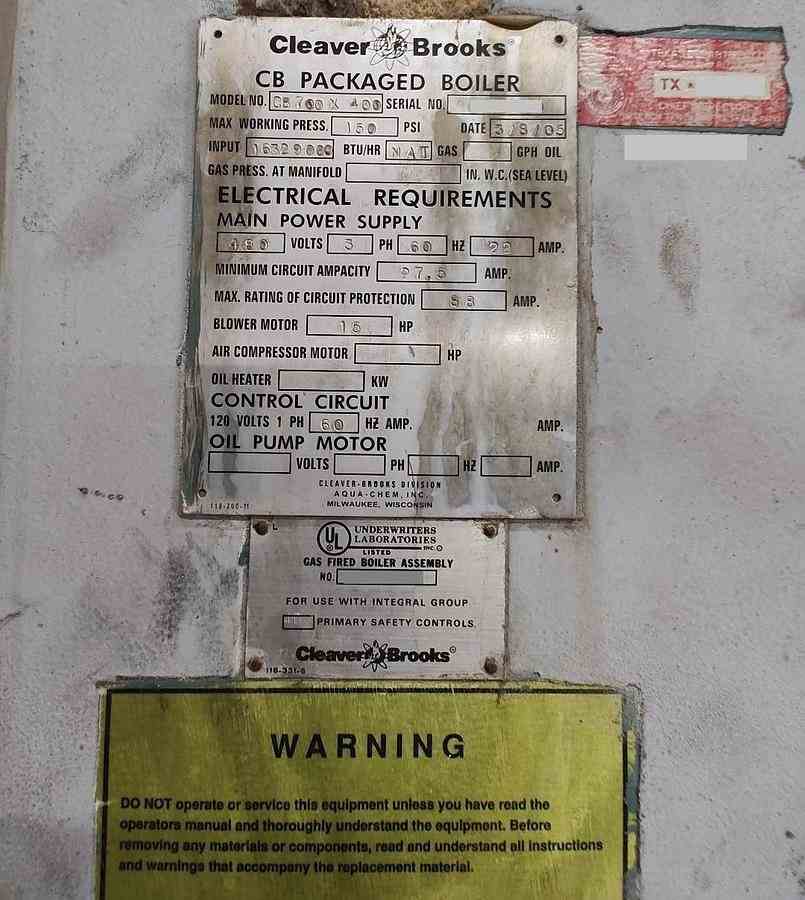 Cleaver Brooks
CB PACKAGED BOILER
MODEL NO. CB 700 X 400 SERIAL NO.
MAX WORKING PRESS. 150 PSI DATE 3/8/05
INPUT BTU/HR NAT GAS GPH OIL
GAS PRESS. AT MANIFOLD IN. W.C.(SEA LEVEL)
ELECTRICAL REQUIREMENTS
MAIN POWER SUPPLY
480 VOLTS 3 PH 60 HZ 22 AMP.
MINIMUM CIRCUIT AMPACITY AMP.
MAX. RATING OF CIRCUIT PROTECTION AMP.
BLOWER MOTOR 15 HP
AIR COMPRESSOR MOTOR HP
OIL HEATER KW
CONTROL CIRCUIT
120 VOLTS 1 PH 60 HZ AMP. AMP.
OIL PUMP MOTOR
VOLTS PH HZ AMP.
CLEAVER-BROOKS DIVISION
AQUA-CHEM, INC.
MILWAUKEE, WISCONSIN
TX *
UL ®
UNDERWRITERS
LABORATORIES
INC. ®
LISTED
GAS FIRED BOILER ASSEMBLY
NO.
FOR USE WITH INTEGRAL GROUP
PRIMARY SAFETY CONTROLS.
Cleaver Brooks®
WARNING
DO NOT operate or service this equipment unless you have read the
operators manual and thoroughly understand the equipment. Before
removing any materials or components, read and understand all instructions
and warnings that accompany the replacement material.